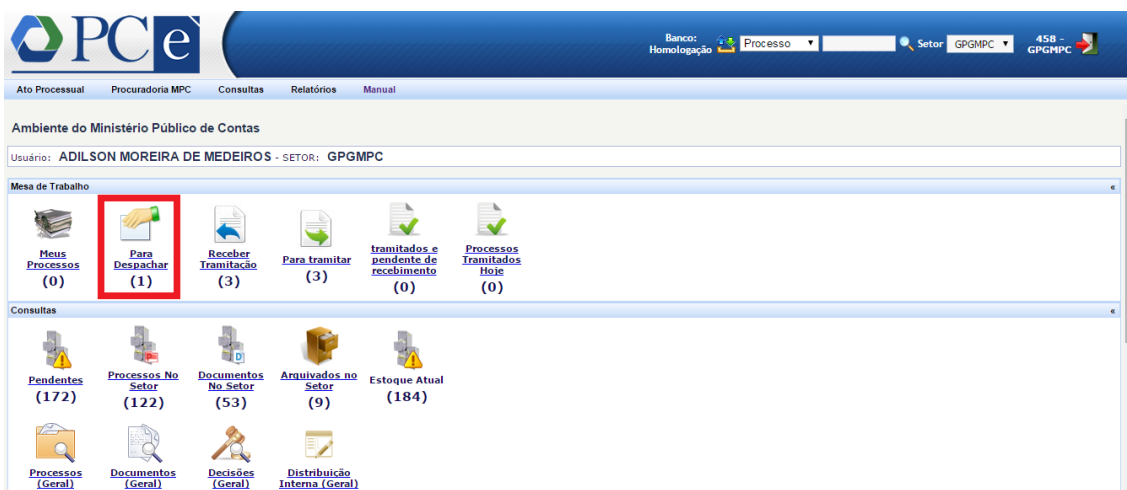 PCe
Banco:
Homologação
Processo
Setor
GPGMPC
458 -
GPGMPC
Ato Processual Procuradoria MPC Consultas Relatórios Manual
Ambiente do Ministério Público de Contas
Usuário: ADILSON MOREIRA DE MEDEIROS - SETOR: GPGMPC
Mesa de Trabalho «
Meus
Processos
(0)
Para
Despachar
(1)
Receber
Tramitação
(3)
Para tramitar
(3)
tramitados e
pendente de
recebimento
(0)
Processos
Tramitados
Hoje
(0)
Consultas «
Pendentes
(172)
Processos No
Setor
(122)
Documentos
No Setor
(53)
Arquivados no
Setor
(9)
Estoque Atual
(184)
Processos
(Geral)
Documentos
(Geral)
Decisões
(Geral)
Distribuição
Interna (Geral)